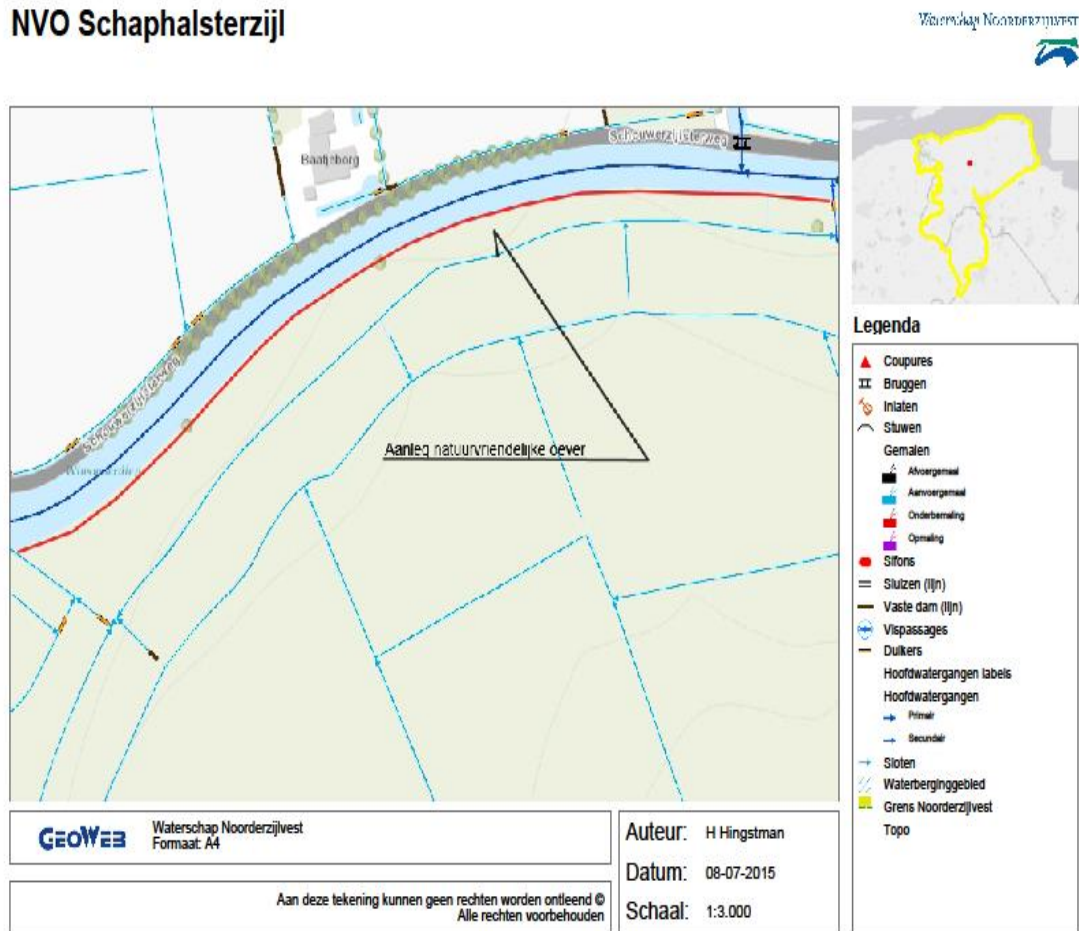 NVO Schaphalsterzijl
Waterschap NOORDERZIJLVEST
Baatjeborg
Schouwerzijlsterweg
Schouwerzijlsterweg
Aanleg natuurvriendelijke oever
Legenda
Coupures
Bruggen
Inlaten
Stuwen
Gemalen
Afvoergemaal
Aanvoergemaal
Onderbemaling
Opmaling
Sifons
Sluizen (lijn)
Vaste dam (lijn)
Vispassages
Duikers
Hoofdwatergangen labels
Hoofdwatergangen
Primair
Secundair
Sloten
Waterberginggebied
Grens Noorderzijlvest
Topo
GEOWEB
Waterschap Noorderzijlvest
Formaat: A4
Aan deze tekening kunnen geen rechten worden ontleend ©
Alle rechten voorbehouden
Auteur: H Hingstman
Datum: 08-07-2015
Schaal: 1:3.000